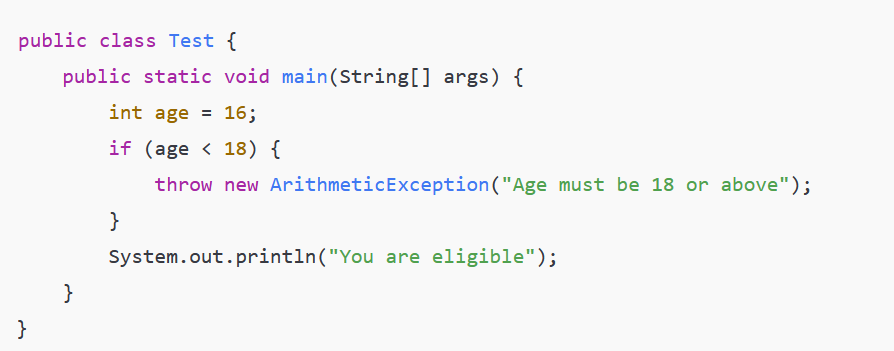 public class Test {
    public static void main(String[] args) {
        int age = 16;
        if (age < 18) {
            throw new ArithmeticException("Age must be 18 or above");
        }
        System.out.println("You are eligible");
    }
}